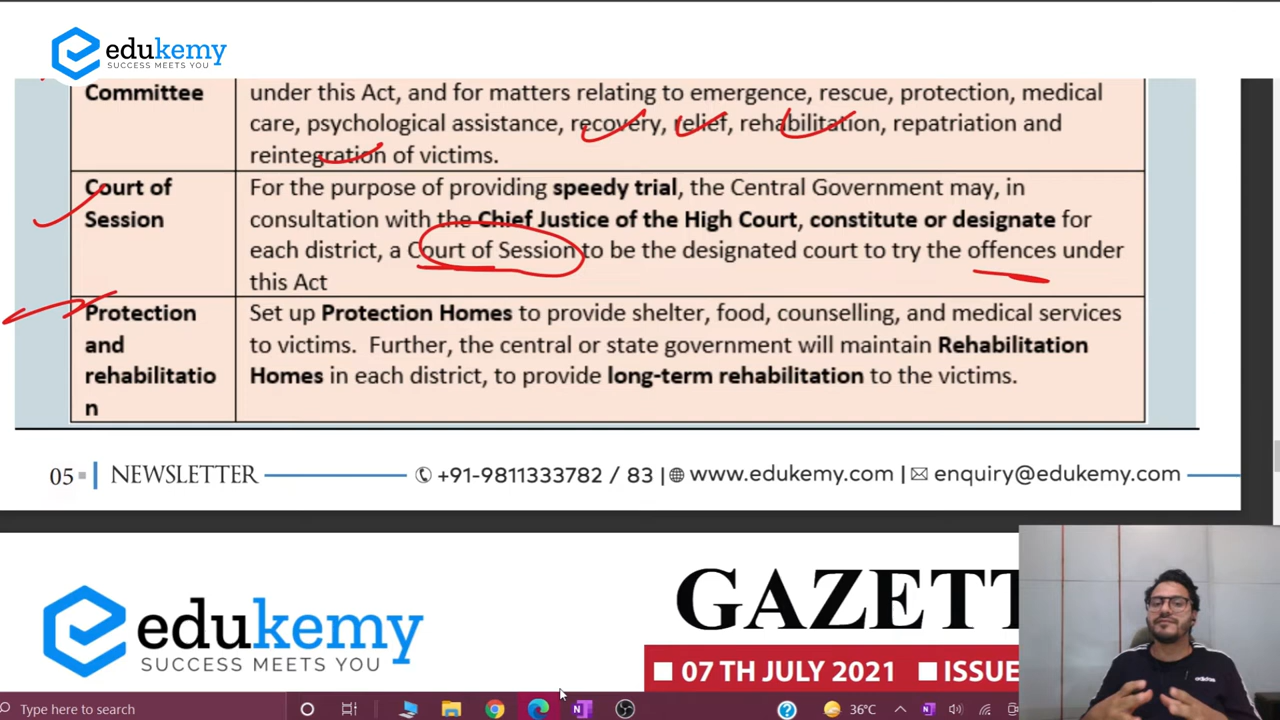 edukemy
SUCCESS MEETS YOU
Committee
under this Act, and for matters relating to emergence, rescue, protection, medical
care, psychological assistance, recovery, relief, rehabilitation, repatriation and
reintegration of victims.
Court of
Session
For the purpose of providing speedy trial, the Central Government may, in
consultation with the Chief Justice of the High Court, constitute or designate for
each district, a Court of Session to be the designated court to try the offences under
this Act
Protection
and
rehabilitatio
n
Set up Protection Homes to provide shelter, food, counselling, and medical services
to victims. Further, the central or state government will maintain Rehabilitation
Homes in each district, to provide long-term rehabilitation to the victims.
05 NEWSLETTER +91-9811333782 / 83 | www.edukemy.com | enquiry@edukemy.com
edukemy
SUCCESS MEETS YOU
GAZETT
07 TH JULY 2021 ISSUE
adidas
Type here to search
36°C